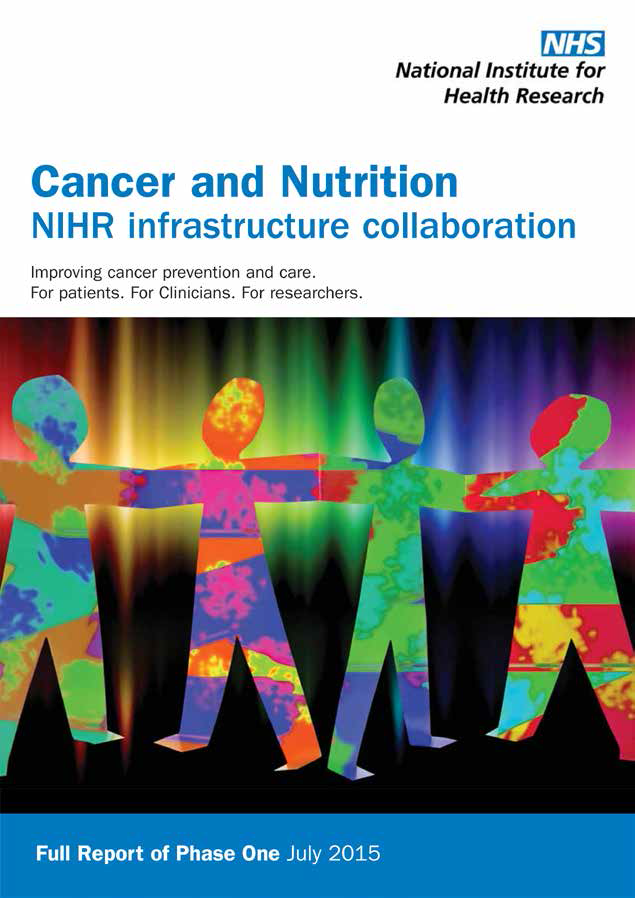 NHS
National Institute for
Health Research
Cancer and Nutrition
NIHR infrastructure collaboration
Improving cancer prevention and care.
For patients. For Clinicians. For researchers.
Full Report of Phase One July 2015